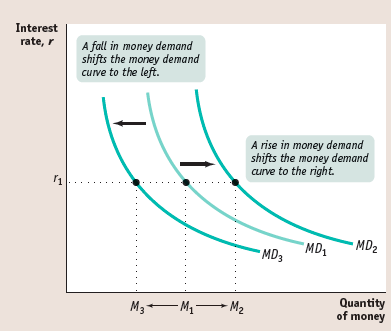 Interest
rate, r
A fall in money demand
shifts the money demand
curve to the left.
A rise in money demand
shifts the money demand
curve to the right.
r1
MD3
MD1
MD2
M3
M1
M2
Quantity
of money